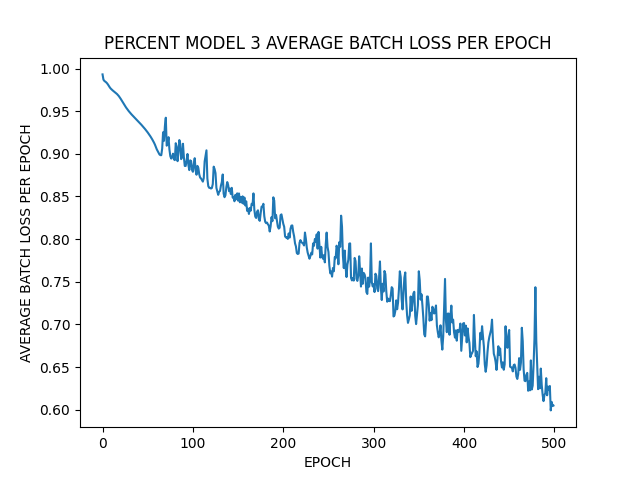 PERCENT MODEL 3 AVERAGE BATCH LOSS PER EPOCH
AVERAGE BATCH LOSS PER EPOCH
1.00
0.95
0.90
0.85
0.80
0.75
0.70
0.65
0.60
0 100 200 300 400 500
EPOCH